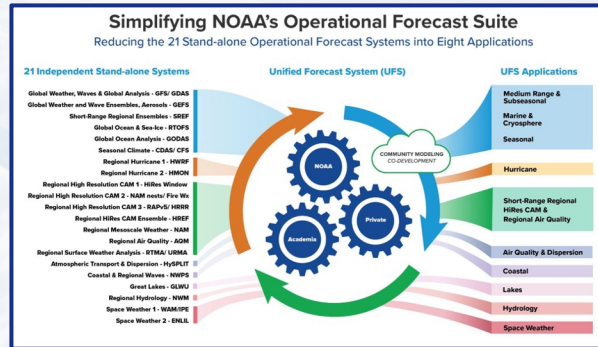 Simplifying NOAA's Operational Forecast Suite
Reducing the 21 Stand-alone Operational Forecast Systems into Eight Applications
21 Independent Stand-alone Systems
Unified Forecast System (UFS)
UFS Applications
Global Weather, Waves & Global Analysis - GFS/ GDAS
Global Weather and Wave Ensembles, Aerosols - GEFS
Short-Range Regional Ensembles - SREF
Global Ocean & Sea-Ice - RTOFS
Global Ocean Analysis - GODAS
Seasonal Climate - CDAS/ CFS
Regional Hurricane 1 - HWRF
Regional Hurricane 2 - HMON
Regional High Resolution CAM 1 - HiRes Window
Regional High Resolution CAM 2 - NAM nests/ Fire Wx
Regional High Resolution CAM 3 - RAPv5/ HRRR
Regional HiRes CAM Ensemble - HREF
Regional Mesoscale Weather - NAM
Regional Air Quality - AQM
Regional Surface Weather Analysis - RTMA/ URMA
Atmospheric Transport & Dispersion - HySPLIT
Coastal & Regional Waves - NWPS
Great Lakes - GLWU
Regional Hydrology - NWM
Space Weather 1 - WAM/IPE
Space Weather 2 - ENLIL
NOAA
Private
Academia
COMMUNITY MODELING
CO-DEVELOPMENT
Medium Range &
Subseasonal
Marine &
Cryosphere
Seasonal
Hurricane
Short-Range Regional
HiRes CAM &
Regional Air Quality
Air Quality & Dispersion
Coastal
Lakes
Hydrology
Space Weather